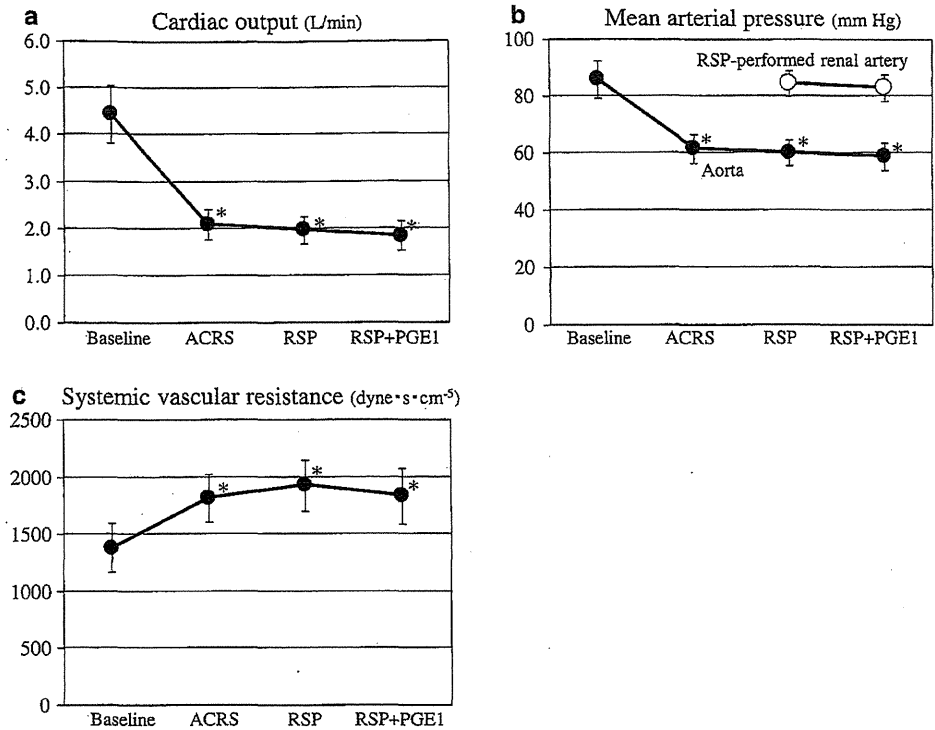 a Cardiac output (L/min)
6.0
5.0
4.0
3.0
2.0
1.0
0.0
* * *
Baseline ACRS RSP RSP+PGE1
b Mean arterial pressure (mm Hg)
100
80
60
40
20
0
RSP-performed renal artery
* * *
Aorta
Baseline ACRS RSP RSP+PGE1
c Systemic vascular resistance (dyne·s·cm⁻⁵)
2500
2000
1500
1000
500
0
* * *
Baseline ACRS RSP RSP+PGE1